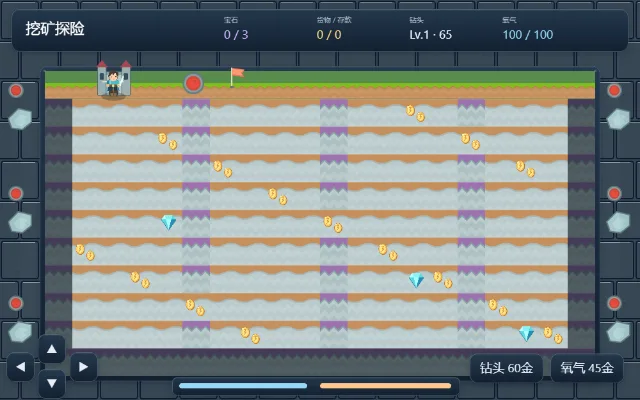 挖矿探险
宝石
0 / 3
货物 / 存款
0 / 0
钻头
Lv.1 · 65
氧气
100 / 100
钻头 60金
氧气 45金